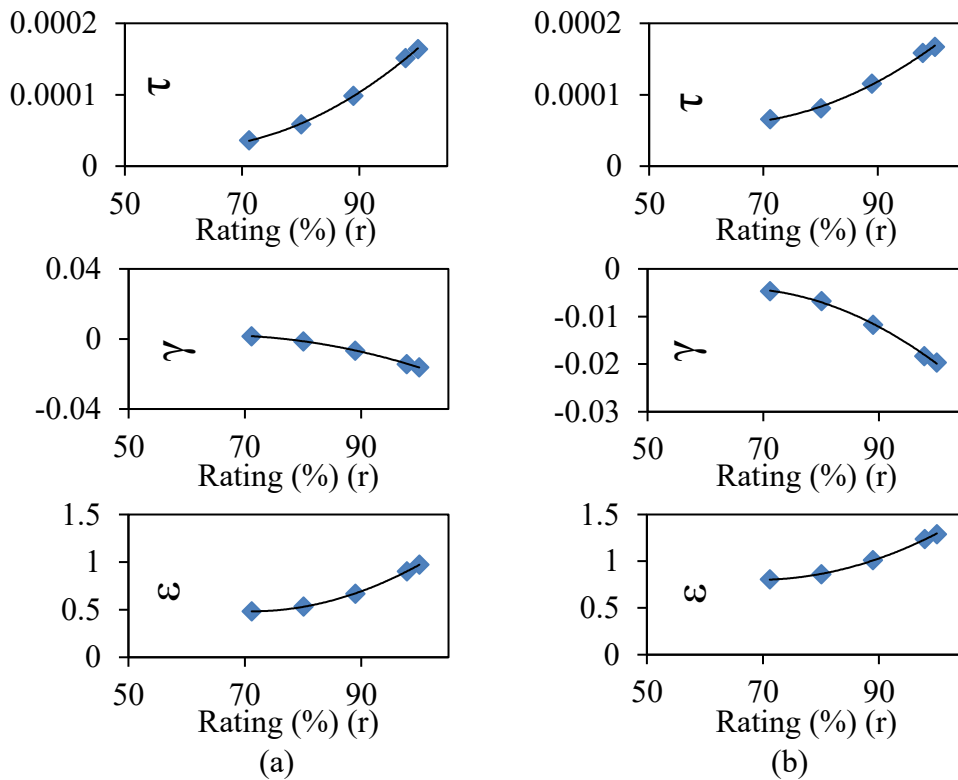 0.0002
0.0001
0
τ
50
70
90
Rating (%) (r)
0.04
0
-0.04
γ
50
70
90
Rating (%) (r)
1.5
1
0.5
0
ε
50
70
90
Rating (%) (r)
(a)
0.0002
0.0001
0
τ
50
70
90
Rating (%) (r)
0
-0.01
-0.02
-0.03
γ
50
70
90
Rating (%) (r)
1.5
1
0.5
0
ε
50
70
90
Rating (%) (r)
(b)